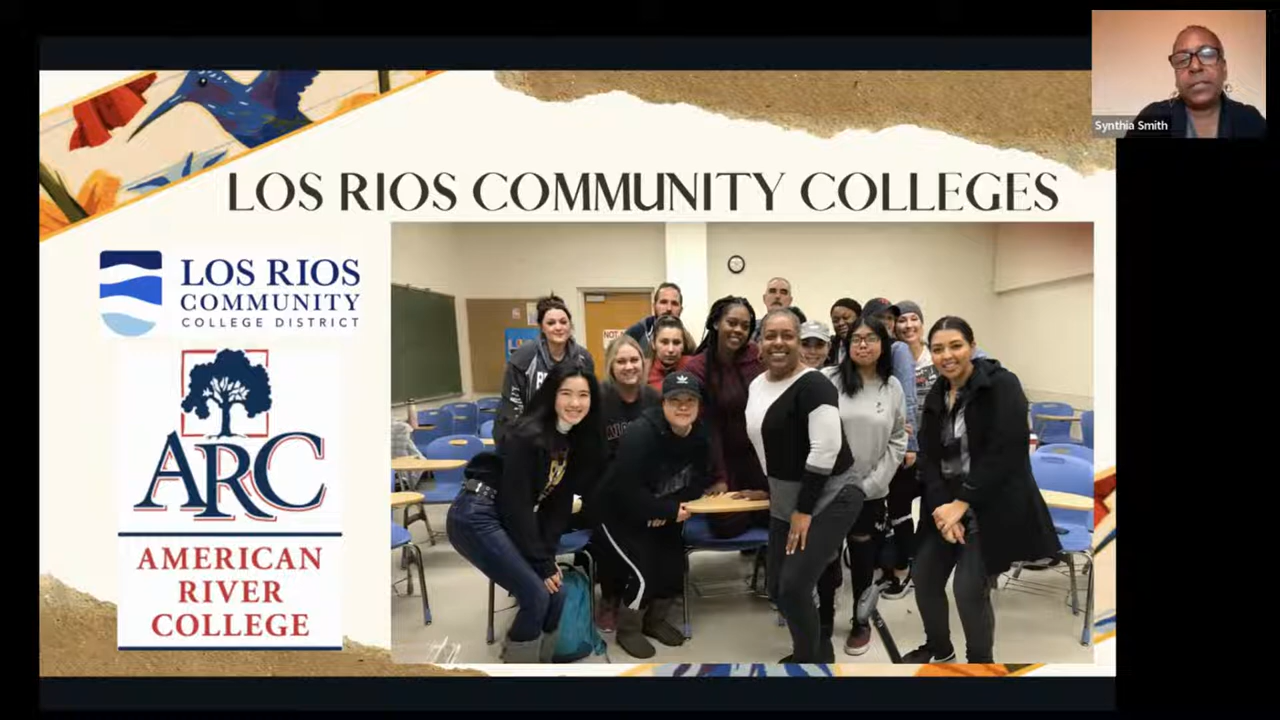 Synthia Smith
LOS RIOS COMMUNITY COLLEGES
LOS RIOS
COMMUNITY
COLLEGE DISTRICT
ARC
AMERICAN
RIVER
COLLEGE